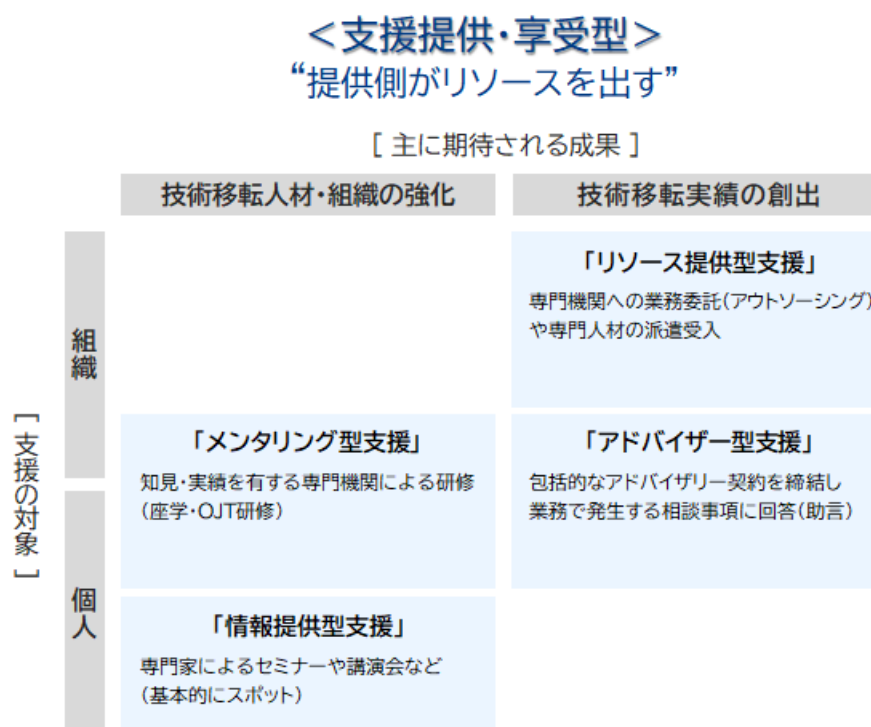 ＜支援提供・享受型＞
“提供側がリソースを出す”
［ 主に期待される成果 ］
技術移転人材・組織の強化
技術移転実績の創出
［支援の対象］
組織
「リソース提供型支援」
専門機関への業務委託（アウトソーシング）
や専門人材の派遣受入
「メンタリング型支援」
知見・実績を有する専門機関による研修
（座学・OJT研修）
「アドバイザー型支援」
包括的なアドバイザリー契約を締結し
業務で発生する相談事項に回答（助言）
個人
「情報提供型支援」
専門家によるセミナーや講演会など
（基本的にスポット）